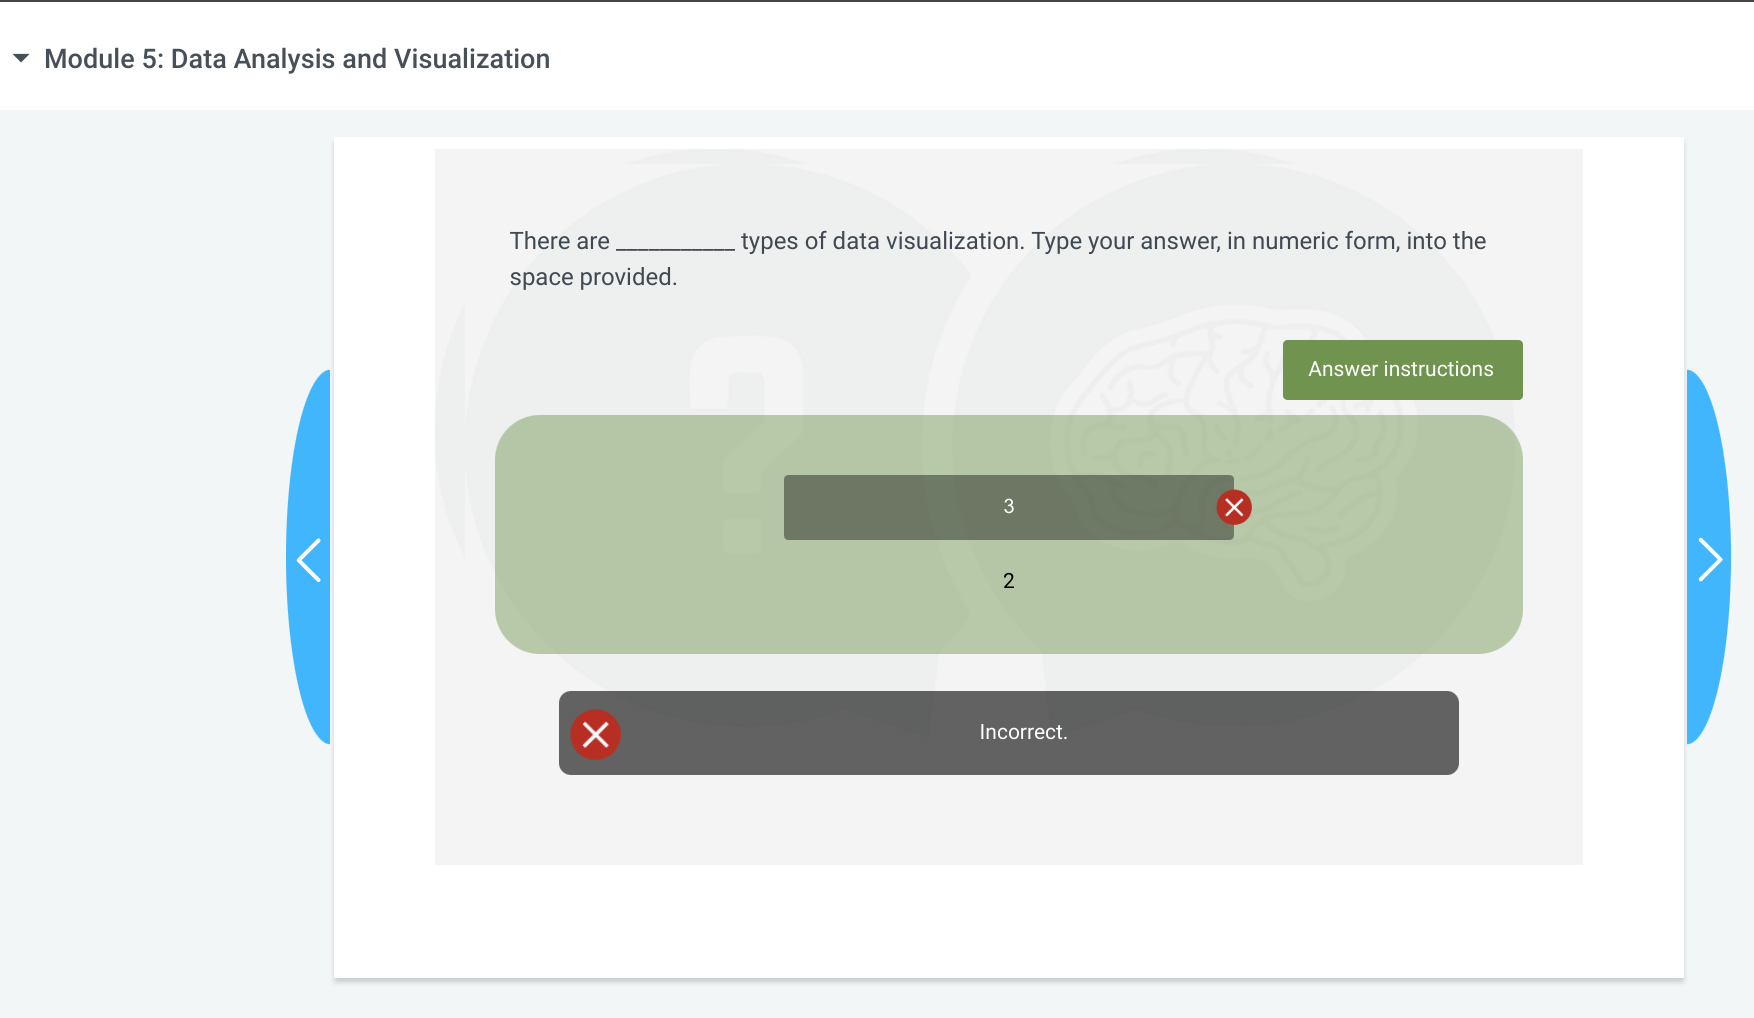 Module 5: Data Analysis and Visualization
There are ___________ types of data visualization. Type your answer, in numeric form, into the
space provided.
Answer instructions
3
2
Incorrect.